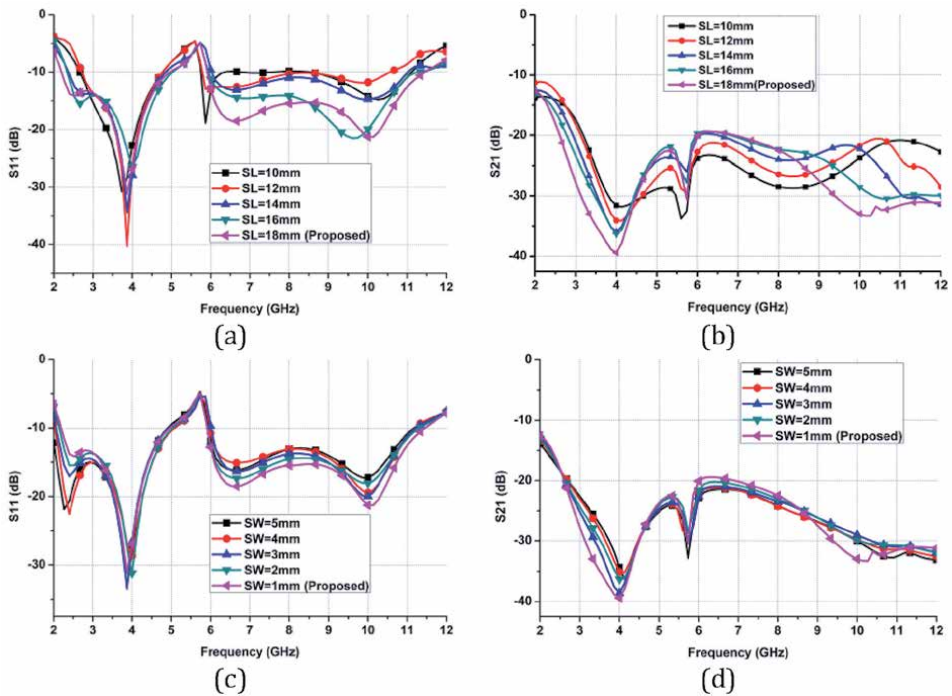 0
-10
-20
-30
-40
S11 (dB)
2 3 4 5 6 7 8 9 10 11 12
Frequency (GHz)
SL=10mm
SL=12mm
SL=14mm
SL=16mm
SL=18mm (Proposed)
(a)
0
-10
-20
-30
-40
S21 (dB)
2 3 4 5 6 7 8 9 10 11 12
Frequency (GHz)
SL=10mm
SL=12mm
SL=14mm
SL=16mm
SL=18mm(Proposed)
(b)
0
-10
-20
-30
S11 (dB)
2 3 4 5 6 7 8 9 10 11 12
Frequency (GHz)
SW=5mm
SW=4mm
SW=3mm
SW=2mm
SW=1mm (Proposed)
(c)
0
-10
-20
-30
-40
S21 (dB)
2 3 4 5 6 7 8 9 10 11 12
Frequency (GHz)
SW=5mm
SW=4mm
SW=3mm
SW=2mm
SW=1mm (Proposed)
(d)